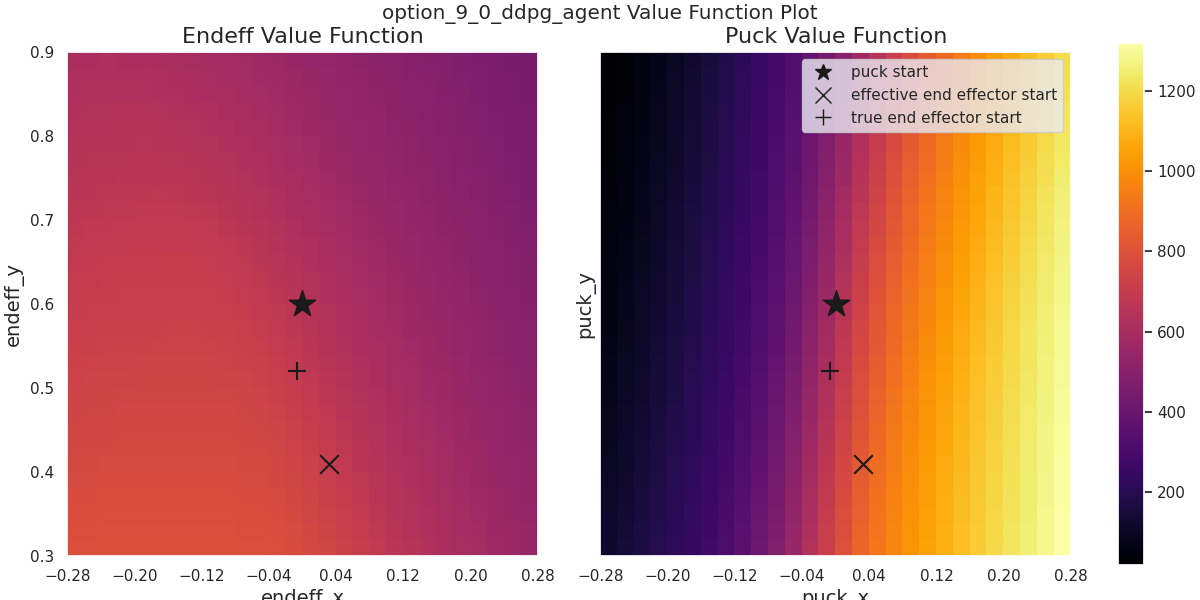 option_9_0_ddpg_agent Value Function Plot
Endeff Value Function
Puck Value Function
puck start
effective end effector start
true end effector start
0.9
0.8
0.7
0.6
0.5
0.4
0.3
endeff_y
puck_y
−0.28 −0.20 −0.12 −0.04 0.04 0.12 0.20 0.28
−0.28 −0.20 −0.12 −0.04 0.04 0.12 0.20 0.28
endeff_x
puck_x
1200
1000
800
600
400
200